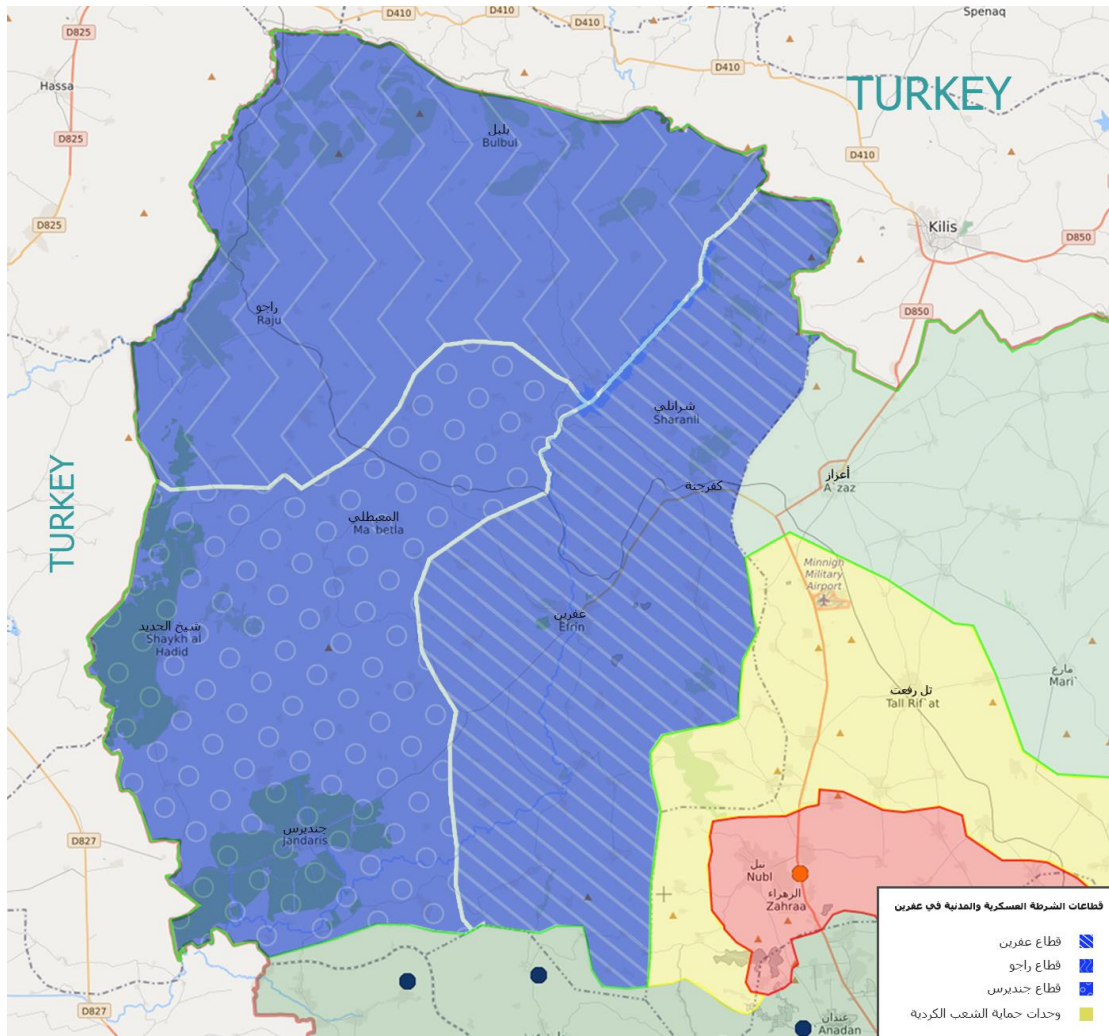 D825
D410
D410
D410
Spenaq
Hassa
D410
TURKEY
D825
بلبل
Bulbul
D410
D825
Kilis
D850
راجو
Raju
D850
شرانلي
Sharanli
TURKEY
أعزاز
A`zaz
كفرجنة
المعبطلي
Ma`betla
Minnigh
Military
Airport
عفرين
Efrîn
شيخ الحديد
Shaykh al
Hadid
مارع
Mari`
تل رفعت
Tall Rif`at
جنديرس
Jandaris
D827
نبل
Nubl
الزهراء
Zahraa
D827
عندان
Anadan
قطاعات الشرطة العسكرية والمدنية في عفرين
قطاع عفرين
قطاع راجو
قطاع جنديرس
وحدات حماية الشعب الكردية